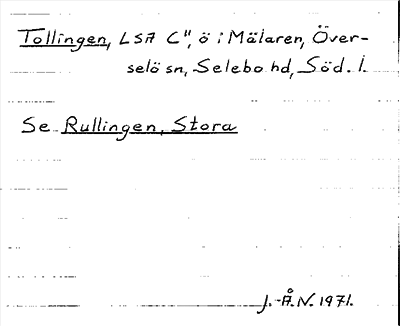 Tollingen, LSA C", ö i Mälaren, Över-
selö sn, Selebo hd, Söd. l.
Se Rullingen, Stora
J.-Å.N. 1971.